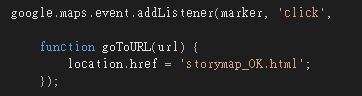 google.maps.event.addListener(marker, 'click',
function goToURL(url) {
location.href = 'storymap_OK.html';
});